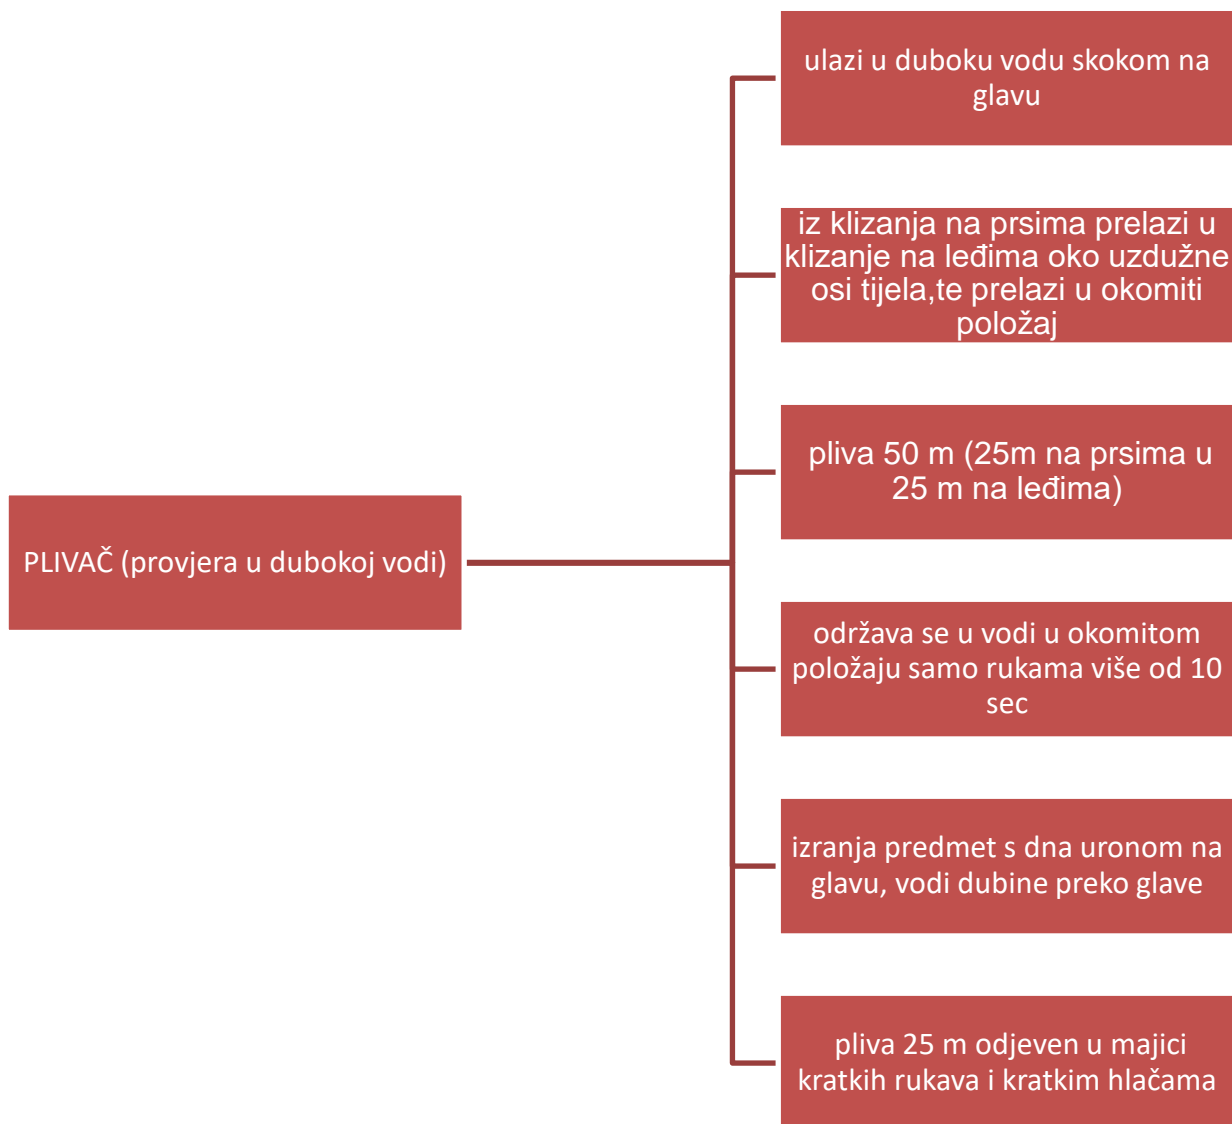 ulazi u duboku vodu skokom na
glavu
iz klizanja na prsima prelazi u
klizanje na leđima oko uzdužne
osi tijela,te prelazi u okomiti
položaj
pliva 50 m (25m na prsima u
25 m na leđima)
PLIVAČ (provjera u dubokoj vodi)
održava se u vodi u okomitom
položaju samo rukama više od 10
sec
izranja predmet s dna uronom na
glavu, vodi dubine preko glave
pliva 25 m odjeven u majici
kratkih rukava i kratkim hlačama